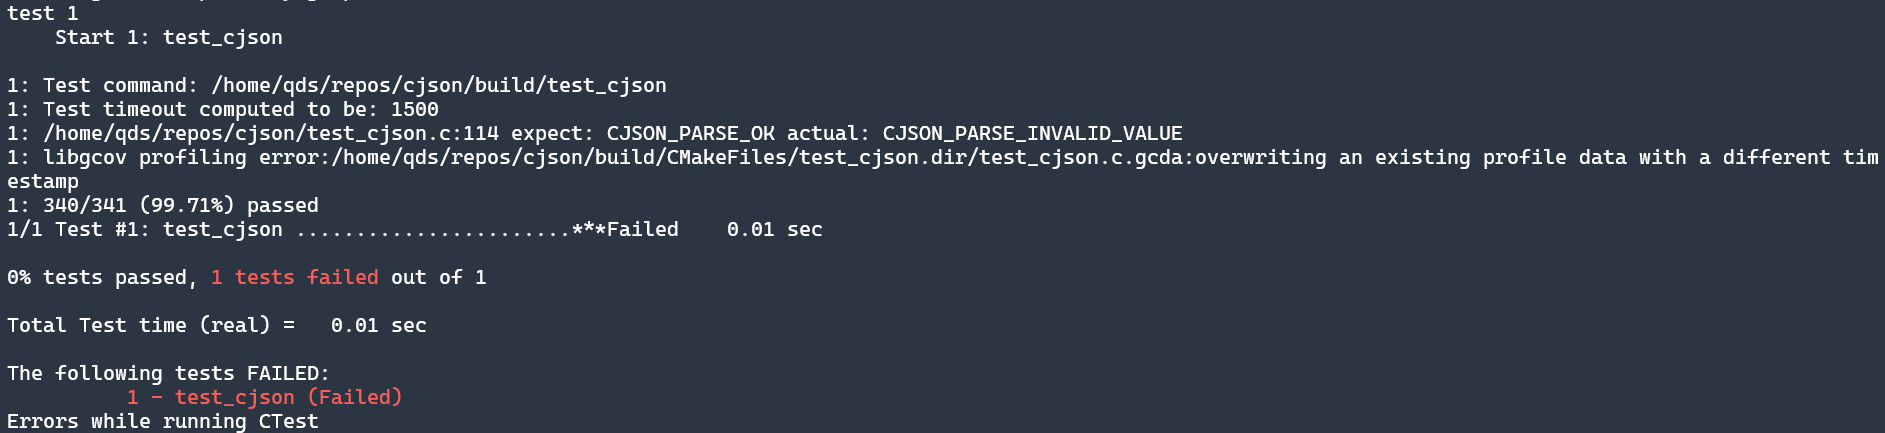 test 1
    Start 1: test_cjson

1: Test command: /home/qds/repos/cjson/build/test_cjson
1: Test timeout computed to be: 1500
1: /home/qds/repos/cjson/test_cjson.c:114 expect: CJSON_PARSE_OK actual: CJSON_PARSE_INVALID_VALUE
1: libgcov profiling error:/home/qds/repos/cjson/build/CMakeFiles/test_cjson.dir/test_cjson.c.gcda:overwriting an existing profile data with a different tim
estamp
1: 340/341 (99.71%) passed
1/1 Test #1: test_cjson .......................***Failed    0.01 sec

0% tests passed, 1 tests failed out of 1

Total Test time (real) =   0.01 sec

The following tests FAILED:
          1 - test_cjson (Failed)
Errors while running CTest